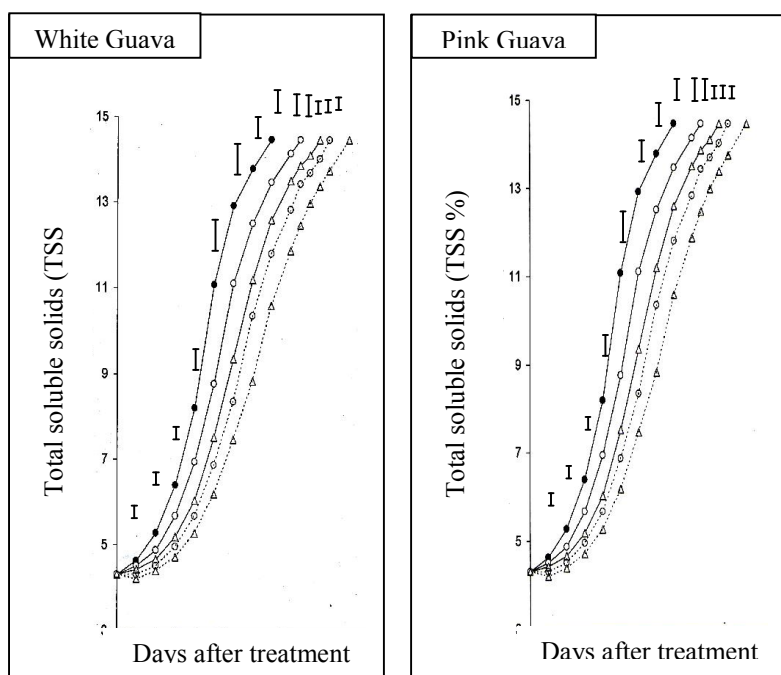 White Guava
15
13
11
9
7
5
Total soluble solids (TSS
Days after treatment
Pink Guava
15
13
11
9
7
5
Total soluble solids (TSS %)
Days after treatment